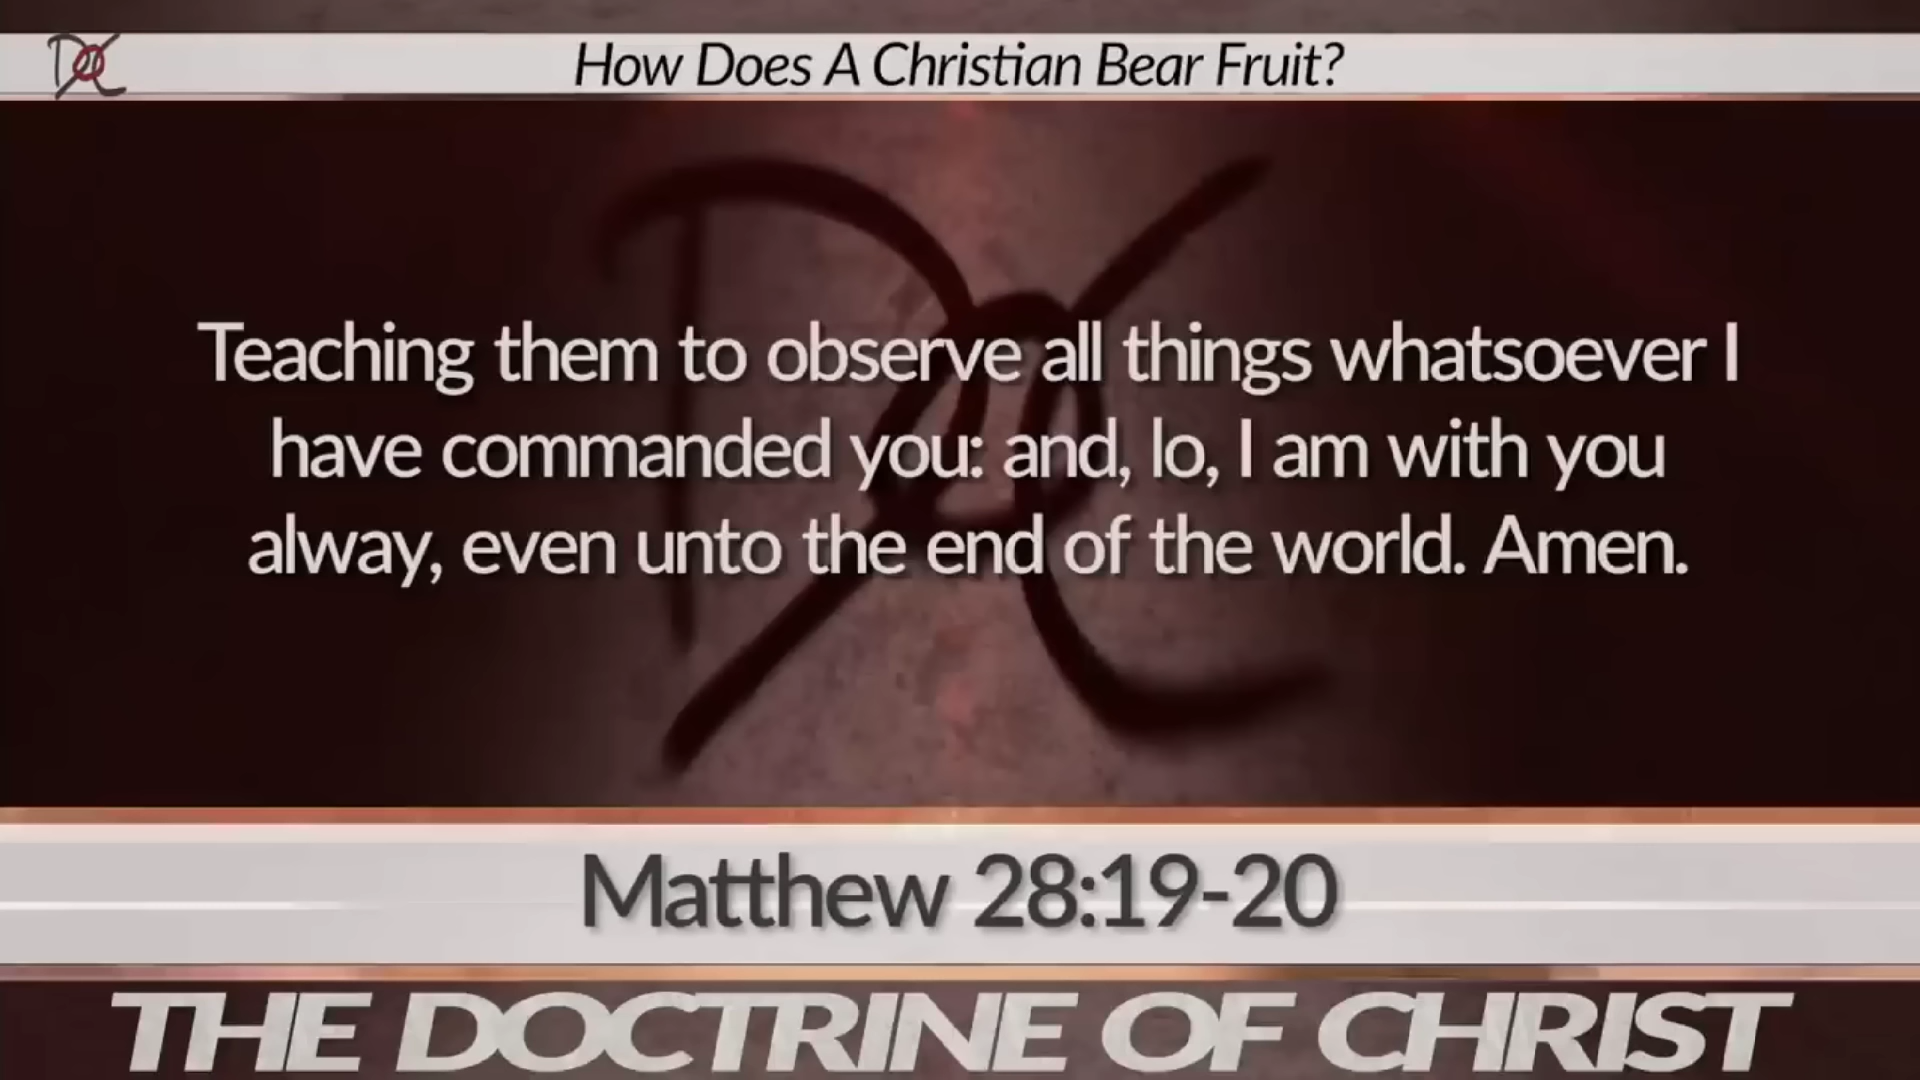 How Does A Christian Bear Fruit?
Teaching them to observe all things whatsoever I
have commanded you: and, lo, I am with you
alway, even unto the end of the world. Amen.
Matthew 28:19-20
THE DOCTRINE OF CHRIST